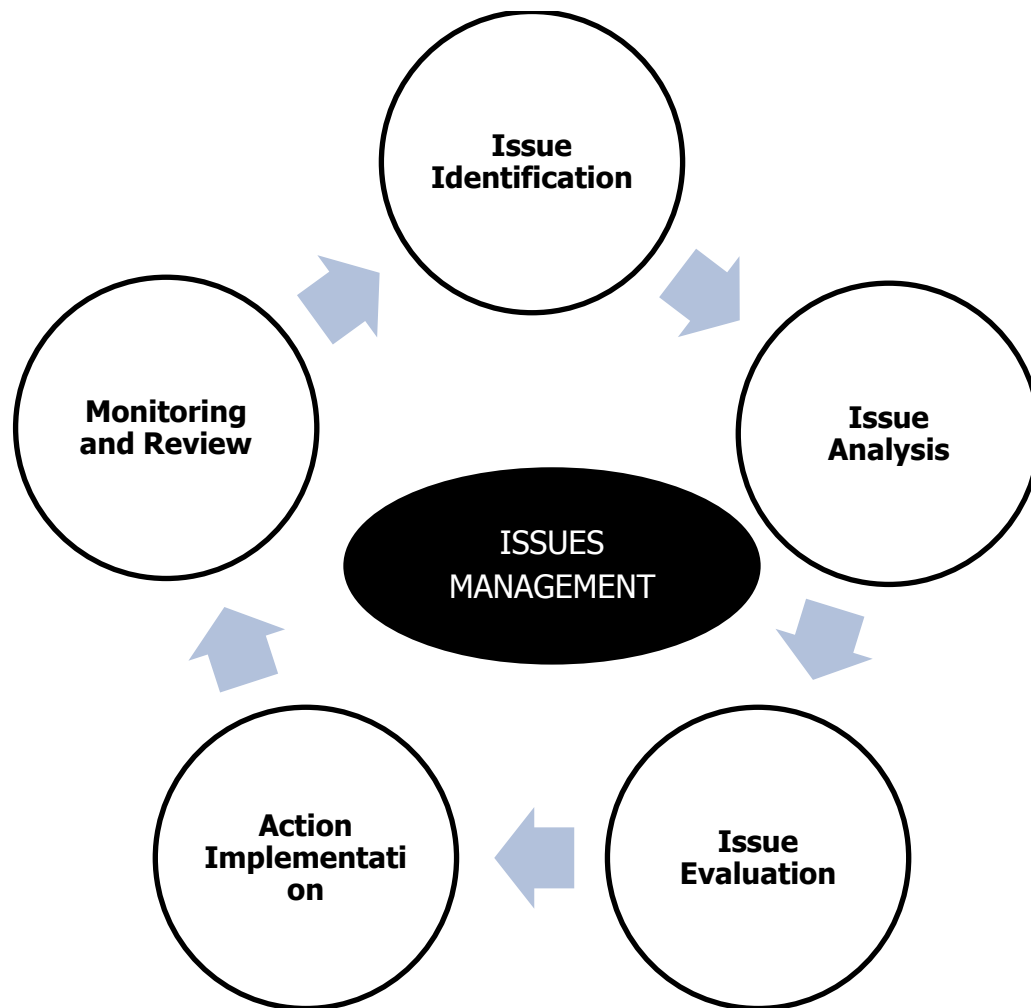 Issue
Identification
Issue
Analysis
Issue
Evaluation
Action
Implementati
on
Monitoring
and Review
ISSUES
MANAGEMENT